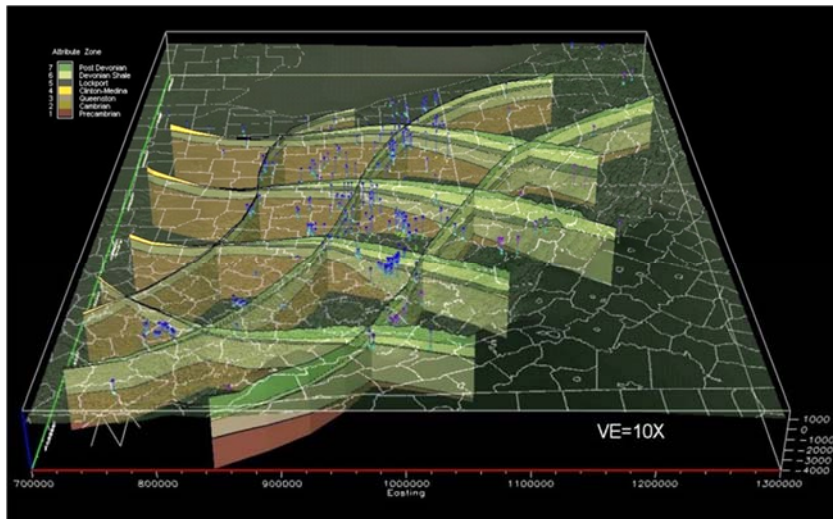 Attribute Zone
7 Post Devonian
6 Devonian Shale
5 Lockport
4 Clinton-Medina
3 Queenston
2 Cambrian
1 Precambrian
VE=10X
1000
0
-1000
-2000
-3000
-4000
700000 800000 900000 1000000 1100000 1200000 1300000
Easting